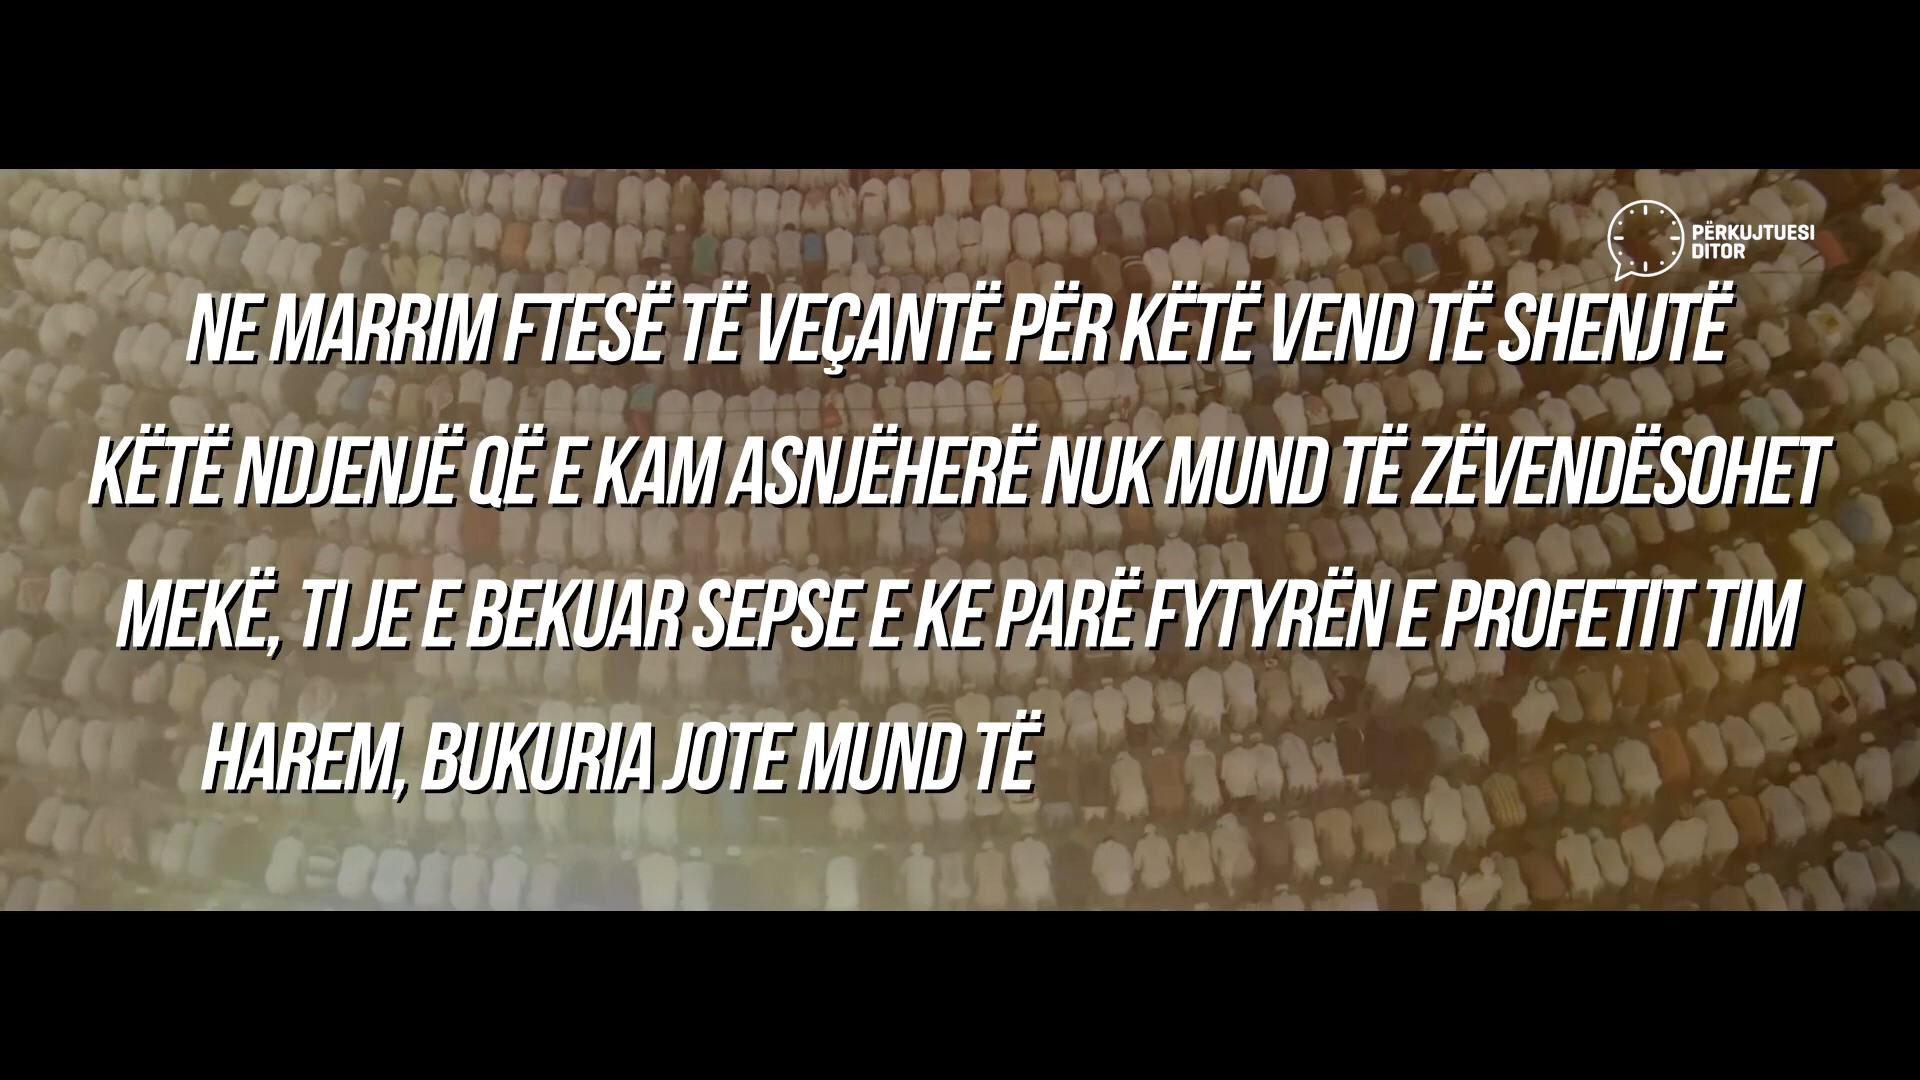 PËRKUJTUESI
DITOR
NE MARRIM FTESË TË VEÇANTË PËR KËTË VEND TË SHENJTË
KËTË NDJENJË QË E KAM ASNJËHERË NUK MUND TË ZËVENDËSOHET
MEKË, TI JE E BEKUAR SEPSE E KE PARË FYTYRËN E PROFETIT TIM
HAREM, BUKURIA JOTE MUND TË